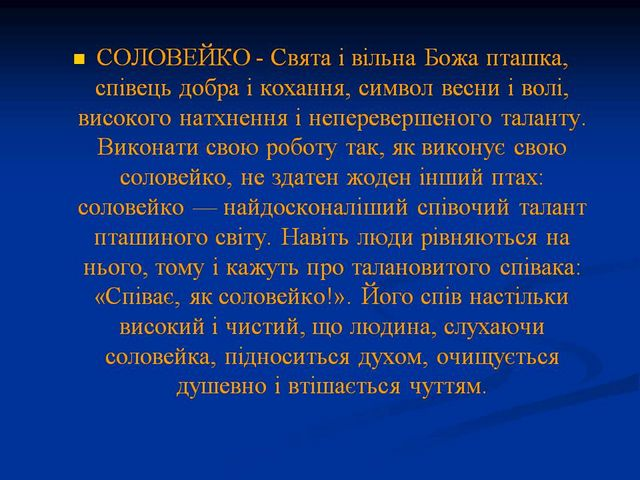 СОЛОВЕЙКО - Свята і вільна Божа пташка,
співець добра і кохання, символ весни і волі,
високого натхнення і неперевершеного таланту.
Виконати свою роботу так, як виконує свою
соловейко, не здатен жоден інший птах:
соловейко — найдосконаліший співочий талант
пташиного світу. Навіть люди рівняються на
нього, тому і кажуть про талановитого співака:
«Співає, як соловейко!». Його спів настільки
високий і чистий, що людина, слухаючи
соловейка, підноситься духом, очищується
душевно і втішається чуттям.